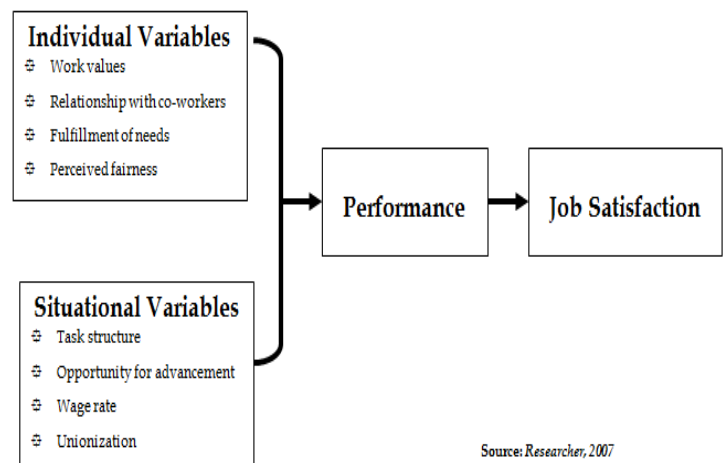 Individual Variables
Work values
Relationship with co-workers
Fulfillment of needs
Perceived fairness
Performance
Job Satisfaction
Situational Variables
Task structure
Opportunity for advancement
Wage rate
Unionization
Source: Researcher, 2007